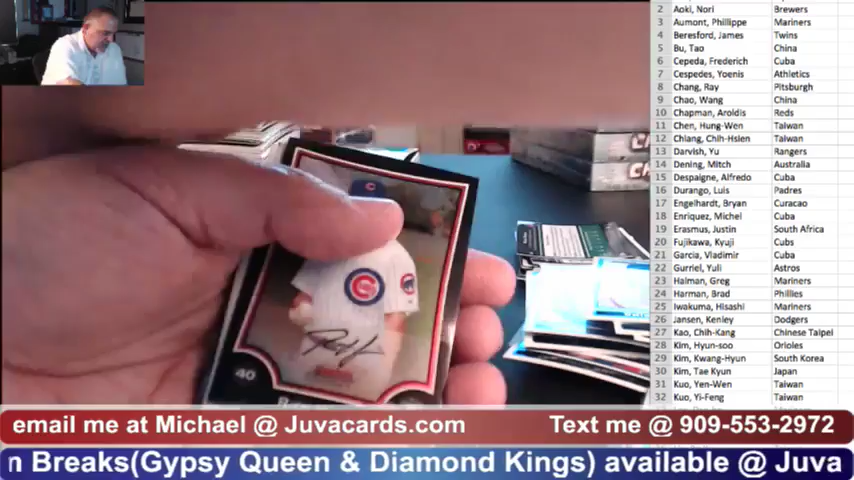 2 Aoki, Nori Brewers
3 Aumont, Phillippe Mariners
4 Beresford, James Twins
5 Bu, Tao China
6 Cepeda, Frederich Cuba
7 Cespedes, Yoenis Athletics
8 Chang, Ray Pitsburgh
9 Chao, Wang China
10 Chapman, Aroldis Reds
11 Chen, Hung-Wen Taiwan
12 Chiang, Chih-Hsien Taiwan
13 Darvish, Yu Rangers
14 Dening, Mitch Australia
15 Despaigne, Alfredo Cuba
16 Durango, Luis Padres
17 Engelhardt, Bryan Curacao
18 Enriquez, Michel Cuba
19 Erasmus, Justin South Africa
20 Fujikawa, Kyuji Cubs
21 Garcia, Vladimir Cuba
22 Gurriel, Yuli Astros
23 Halman, Greg Mariners
24 Harman, Brad Phillies
25 Iwakuma, Hisashi Mariners
26 Jansen, Kenley Dodgers
27 Kao, Chih-Kang Chinese Taipel
28 Kim, Hyun-soo Orioles
29 Kim, Kwang-Hyun South Korea
30 Kim, Tae Kyun Japan
31 Kuo, Yen-Wen Taiwan
32 Kuo, Yi-Feng Taiwan
40
email me at Michael @ Juvacards.com Text me @ 909-553-2972
n Breaks(Gypsy Queen & Diamond Kings) available @ Juva